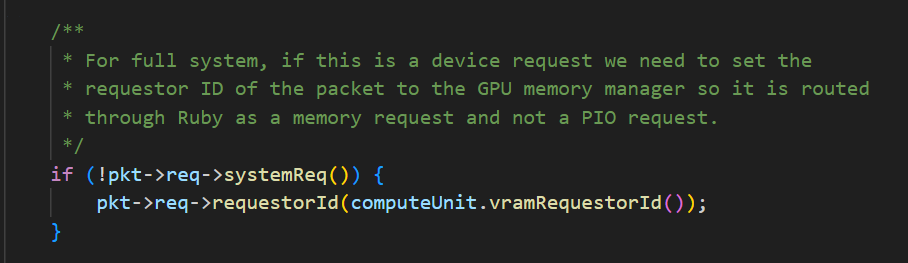 /**
* For full system, if this is a device request we need to set the
* requestor ID of the packet to the GPU memory manager so it is routed
* through Ruby as a memory request and not a PIO request.
*/
if (!pkt->req->systemReq()) {
pkt->req->requestorId(computeUnit.vramRequestorId());
}